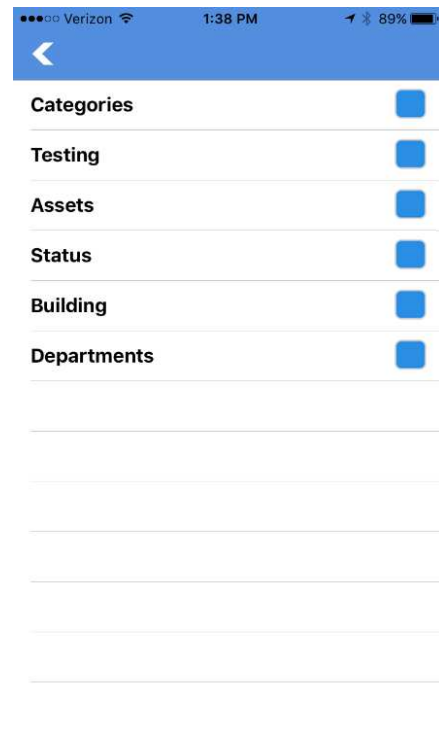 Verizon 1:38 PM 89%
Categories
Testing
Assets
Status
Building
Departments